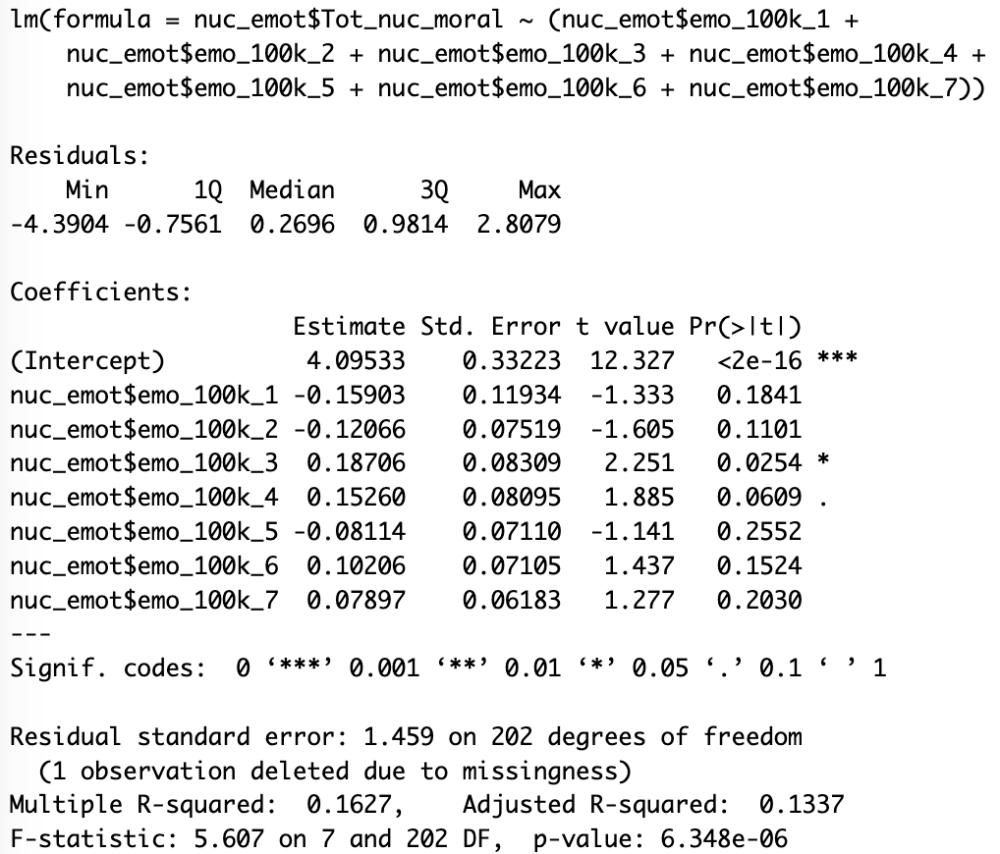 lm(formula = nuc_emot$Tot_nuc_moral ~ (nuc_emot$emo_100k_1 +
    nuc_emot$emo_100k_2 + nuc_emot$emo_100k_3 + nuc_emot$emo_100k_4 +
    nuc_emot$emo_100k_5 + nuc_emot$emo_100k_6 + nuc_emot$emo_100k_7))

Residuals:
    Min      1Q  Median      3Q     Max
-4.3904 -0.7561  0.2696  0.9814  2.8079

Coefficients:
                    Estimate Std. Error t value Pr(>|t|)
(Intercept)          4.09533    0.33223  12.327   <2e-16 ***
nuc_emot$emo_100k_1 -0.15903    0.11934  -1.333   0.1841
nuc_emot$emo_100k_2 -0.12066    0.07519  -1.605   0.1101
nuc_emot$emo_100k_3  0.18706    0.08309   2.251   0.0254 *
nuc_emot$emo_100k_4  0.15260    0.08095   1.885   0.0609 .
nuc_emot$emo_100k_5 -0.08114    0.07110  -1.141   0.2552
nuc_emot$emo_100k_6  0.10206    0.07105   1.437   0.1524
nuc_emot$emo_100k_7  0.07897    0.06183   1.277   0.2030
---
Signif. codes:  0 ‘***’ 0.001 ‘**’ 0.01 ‘*’ 0.05 ‘.’ 0.1 ‘ ’ 1

Residual standard error: 1.459 on 202 degrees of freedom
  (1 observation deleted due to missingness)
Multiple R-squared:  0.1627,    Adjusted R-squared:  0.1337
F-statistic: 5.607 on 7 and 202 DF,  p-value: 6.348e-06